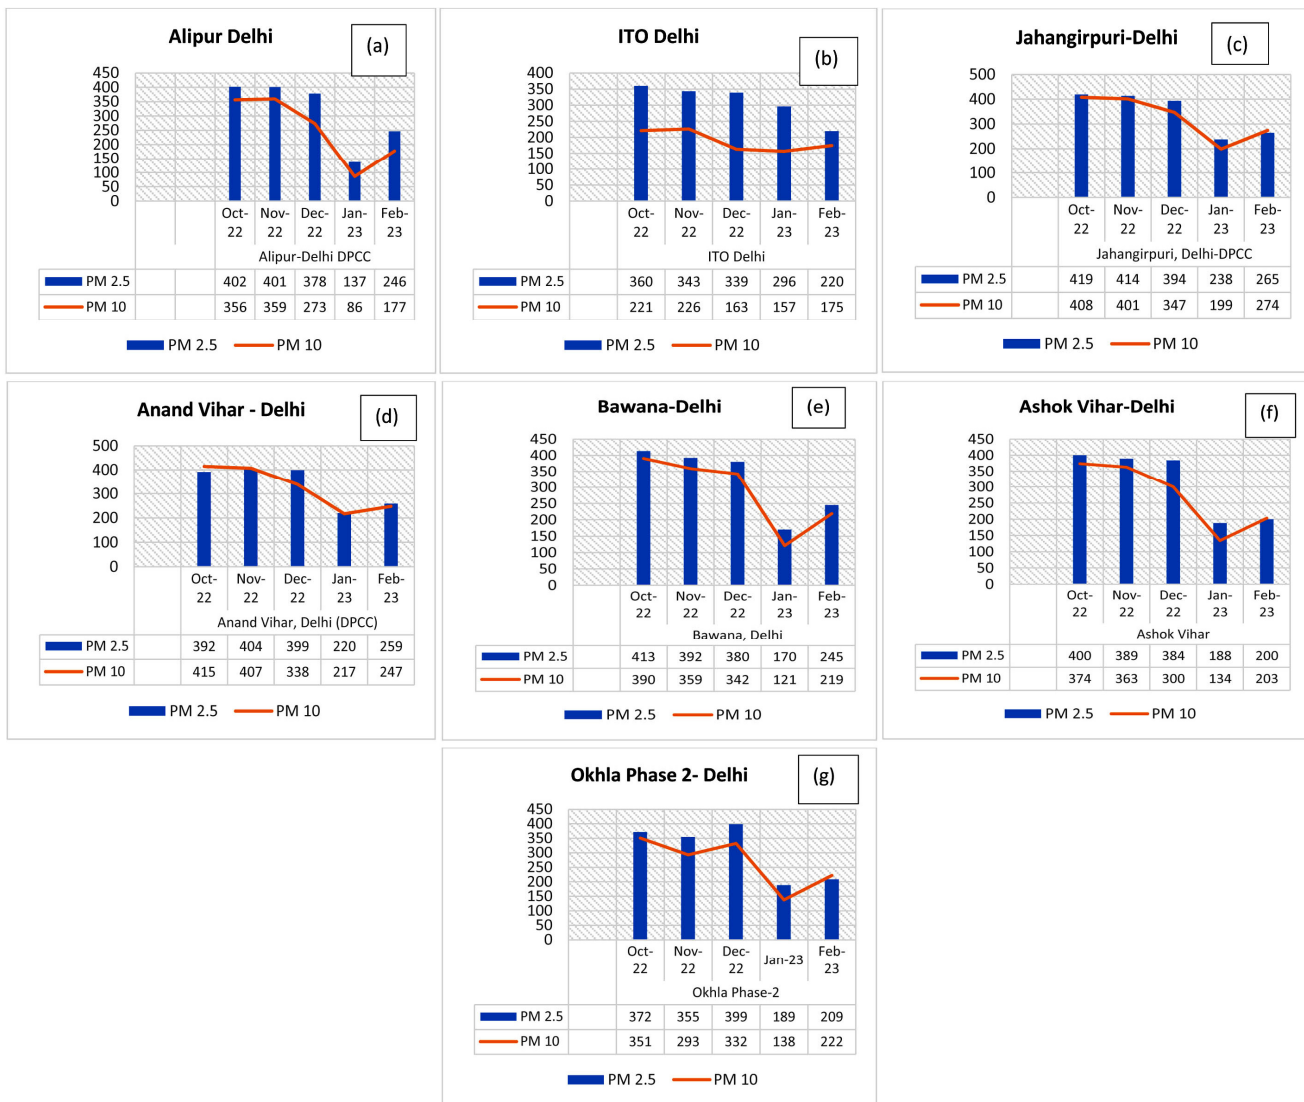 Alipur Delhi
(a)
450
400
350
300
250
200
150
100
50
0
Oct-22 Nov-22 Dec-22 Jan-23 Feb-23
Alipur-Delhi DPCC
PM 2.5 402 401 378 137 246
PM 10 356 359 273 86 177
PM 2.5 PM 10
ITO Delhi
(b)
400
350
300
250
200
150
100
50
0
Oct-22 Nov-22 Dec-22 Jan-23 Feb-23
ITO Delhi
PM 2.5 360 343 339 296 220
PM 10 221 226 163 157 175
PM 2.5 PM 10
Jahangirpuri-Delhi
(c)
500
400
300
200
100
0
Oct-22 Nov-22 Dec-22 Jan-23 Feb-23
Jahangirpuri, Delhi-DPCC
PM 2.5 419 414 394 238 265
PM 10 408 401 347 199 274
PM 2.5 PM 10
Anand Vihar - Delhi
(d)
500
400
300
200
100
0
Oct-22 Nov-22 Dec-22 Jan-23 Feb-23
Anand Vihar, Delhi (DPCC)
PM 2.5 392 404 399 220 259
PM 10 415 407 338 217 247
PM 2.5 PM 10
Bawana-Delhi
(e)
450
400
350
300
250
200
150
100
50
0
Oct-22 Nov-22 Dec-22 Jan-23 Feb-23
Bawana, Delhi
PM 2.5 413 392 380 170 245
PM 10 390 359 342 121 219
PM 2.5 PM 10
Ashok Vihar-Delhi
(f)
450
400
350
300
250
200
150
100
50
0
Oct-22 Nov-22 Dec-22 Jan-23 Feb-23
Ashok Vihar
PM 2.5 400 389 384 188 200
PM 10 374 363 300 134 203
PM 2.5 PM 10
Okhla Phase 2- Delhi
(g)
450
400
350
300
250
200
150
100
50
0
Oct-22 Nov-22 Dec-22 Jan-23 Feb-23
Okhla Phase-2
PM 2.5 372 355 399 189 209
PM 10 351 293 332 138 222
PM 2.5 PM 10